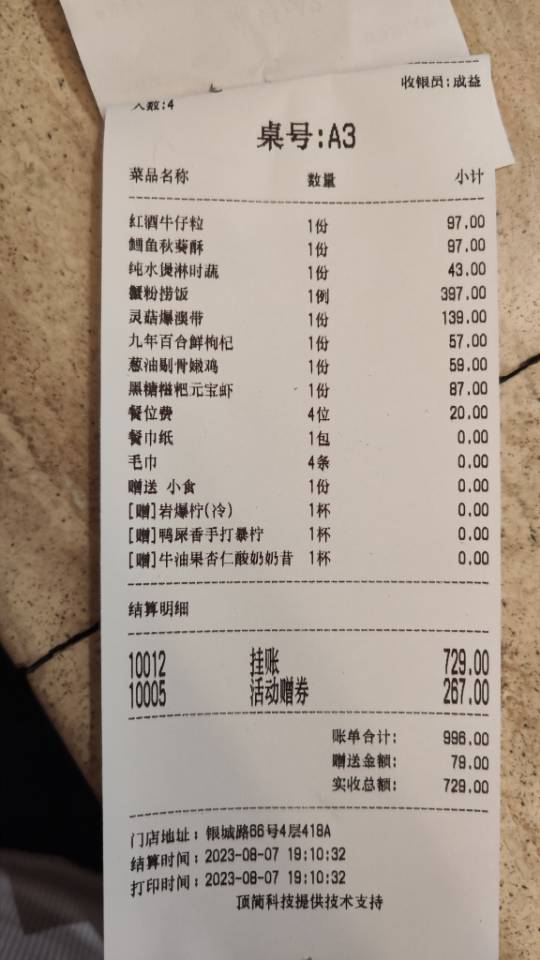 收银员:成益
人数:4
桌号:A3
菜品名称 数量 小计
红酒牛仔粒 1份 97.00
鲷鱼秋葵酥 1份 97.00
纯水煲淋时蔬 1份 43.00
蟹粉捞饭 1例 397.00
灵菇爆澳带 1份 139.00
九年百合鲜枸杞 1份 57.00
葱油剔骨嫩鸡 1份 59.00
黑糖糍粑元宝虾 1份 87.00
餐位费 4位 20.00
餐巾纸 1包 0.00
毛巾 4条 0.00
赠送 小食 1份 0.00
[赠]岩爆柠(冷) 1杯 0.00
[赠]鸭屎香手打暴柠 1杯 0.00
[赠]牛油果杏仁酸奶奶昔 1杯 0.00
结算明细
10012 挂账 729.00
10005 活动赠券 267.00
账单合计: 996.00
赠送金额: 79.00
实收总额: 729.00
门店地址: 银城路66号4层418A
结算时间: 2023-08-07 19:10:32
打印时间: 2023-08-07 19:10:32
顶简科技提供技术支持